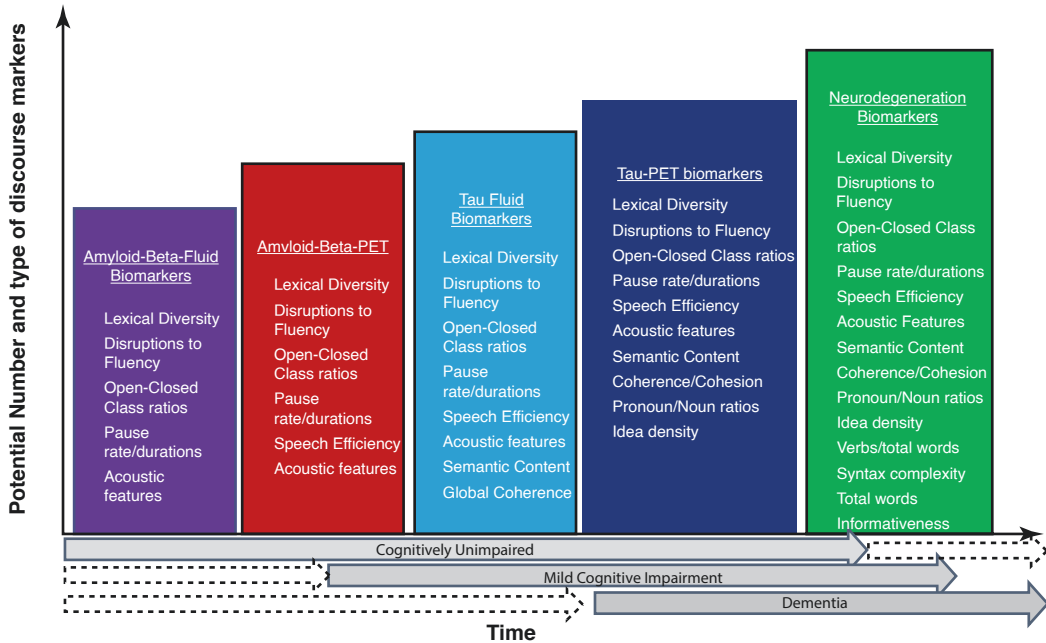 Potential Number and type of discourse markers
Amyloid-Beta-Fluid
Biomarkers
Lexical Diversity
Disruptions to
Fluency
Open-Closed
Class ratios
Pause
rate/durations
Acoustic
features
Amyloid-Beta-PET
Lexical Diversity
Disruptions to
Fluency
Open-Closed
Class ratios
Pause
rate/durations
Speech Efficiency
Acoustic features
Tau Fluid
Biomarkers
Lexical Diversity
Disruptions to
Fluency
Open-Closed
Class ratios
Pause
rate/durations
Speech Efficiency
Acoustic features
Semantic Content
Global Coherence
Tau-PET biomarkers
Lexical Diversity
Disruptions to Fluency
Open-Closed Class ratios
Pause rate/durations
Speech Efficiency
Acoustic features
Semantic Content
Coherence/Cohesion
Pronoun/Noun ratios
Idea density
Neurodegeneration
Biomarkers
Lexical Diversity
Disruptions to
Fluency
Open-Closed Class
ratios
Pause rate/durations
Speech Efficiency
Acoustic Features
Semantic Content
Coherence/Cohesion
Pronoun/Noun ratios
Idea density
Verbs/total words
Syntax complexity
Total words
Informativeness
Cognitively Unimpaired
Mild Cognitive Impairment
Dementia
Time